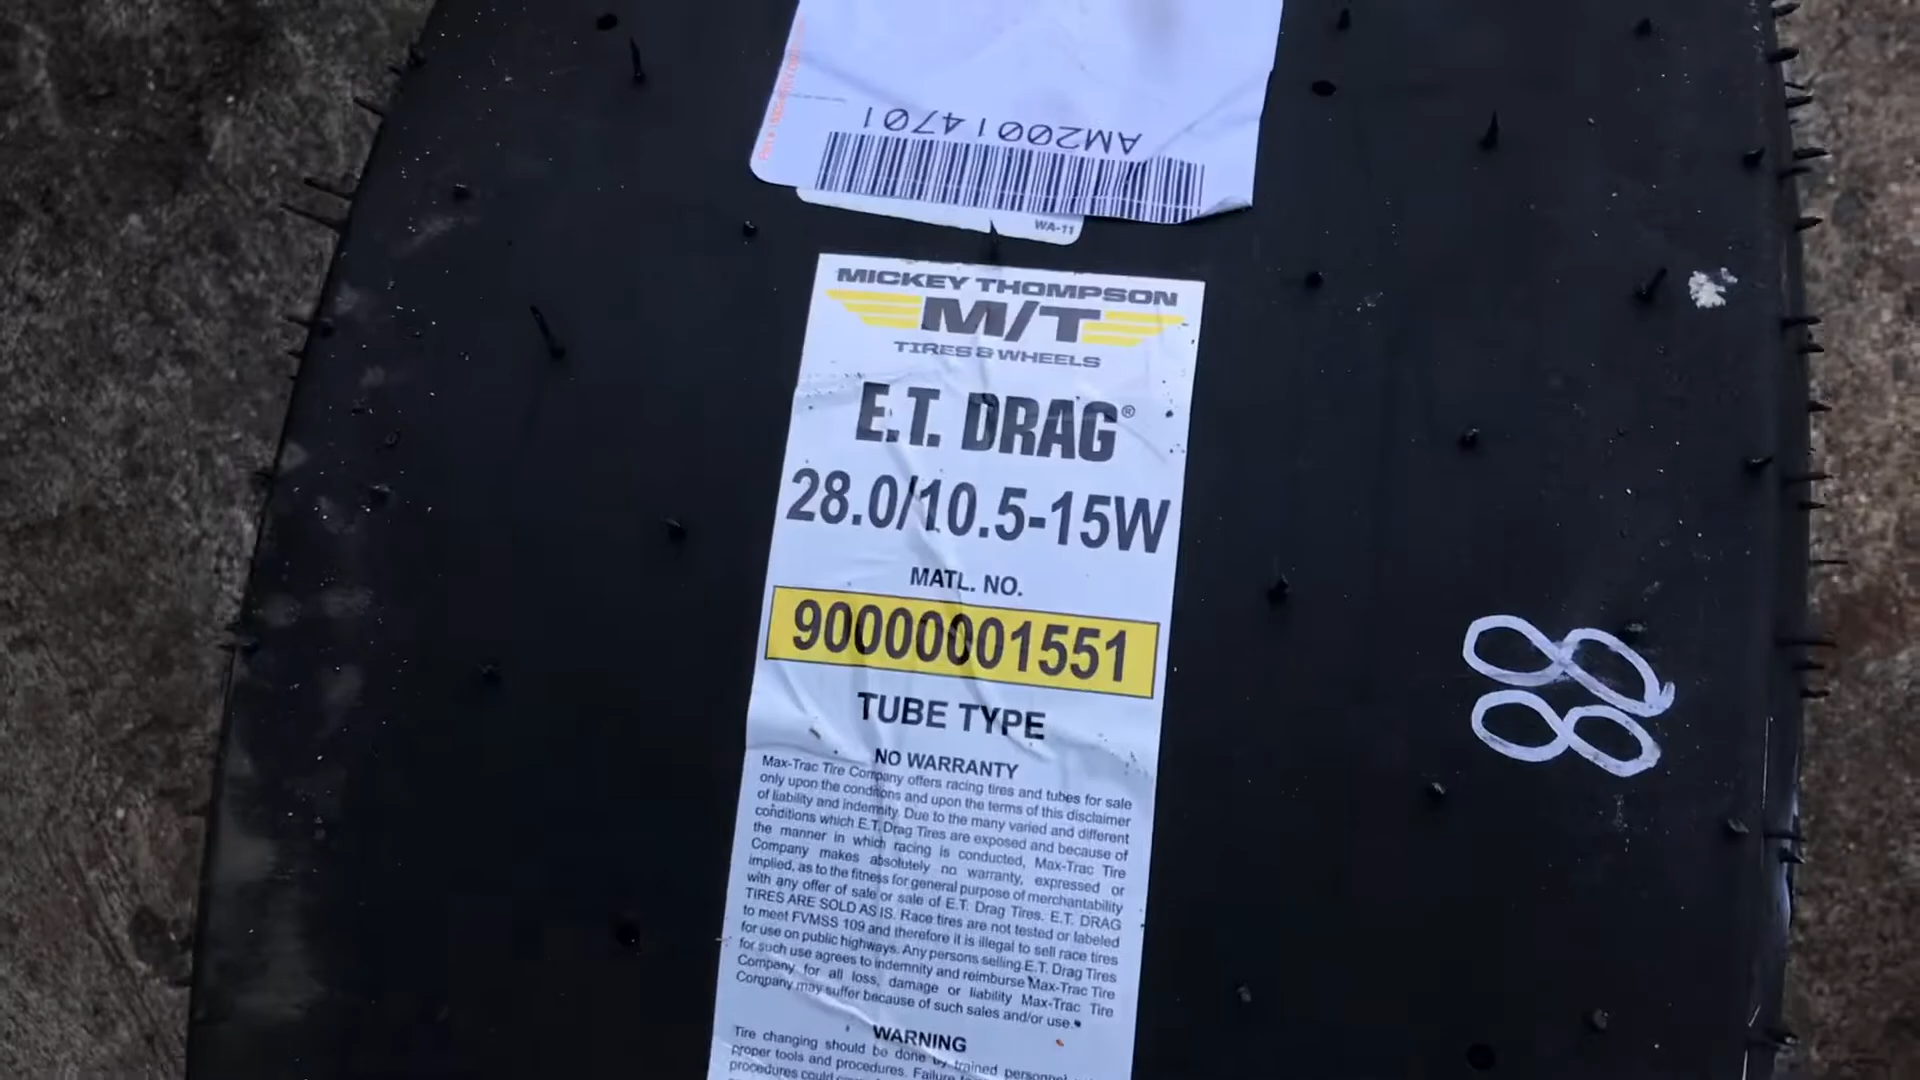 AM20014701
WA-11
MICKEY THOMPSON
M/T
TIRES & WHEELS
E.T. DRAG®
28.0/10.5-15W
MATL. NO.
90000001551
TUBE TYPE
NO WARRANTY
Max-Trac Tire Company offers racing tires and tubes for sale
only upon the conditions and upon the terms of this disclaimer
of liability and indemnity. Due to the many varied and different
conditions which E.T. Drag Tires are exposed and because of
the manner in which racing is conducted, Max-Trac Tire
Company makes absolutely no warranty, expressed or
implied, as to the fitness for general purpose of merchantability
with any offer of sale or sale of E.T. Drag Tires. E.T. DRAG
TIRES ARE SOLD AS IS. Race tires are not tested or labeled
to meet FVMSS 109 and therefore it is illegal to sell race tires
for use on public highways. Any persons selling E.T. Drag Tires
for such use agrees to indemnity and reimburse Max-Trac Tire
Company for all loss, damage or liability Max-Trac Tire
Company may suffer because of such sales and/or use.
WARNING
Tire changing should be done by trained personnel
proper tools and procedures. Failure
procedures could
88
88